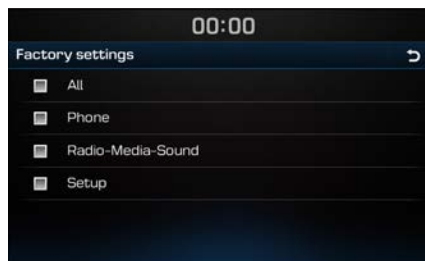 00:00
Factory settings
All
Phone
Radio-Media-Sound
Setup